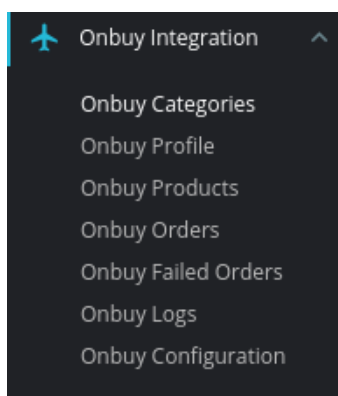 Onbuy Integration
Onbuy Categories
Onbuy Profile
Onbuy Products
Onbuy Orders
Onbuy Failed Orders
Onbuy Logs
Onbuy Configuration